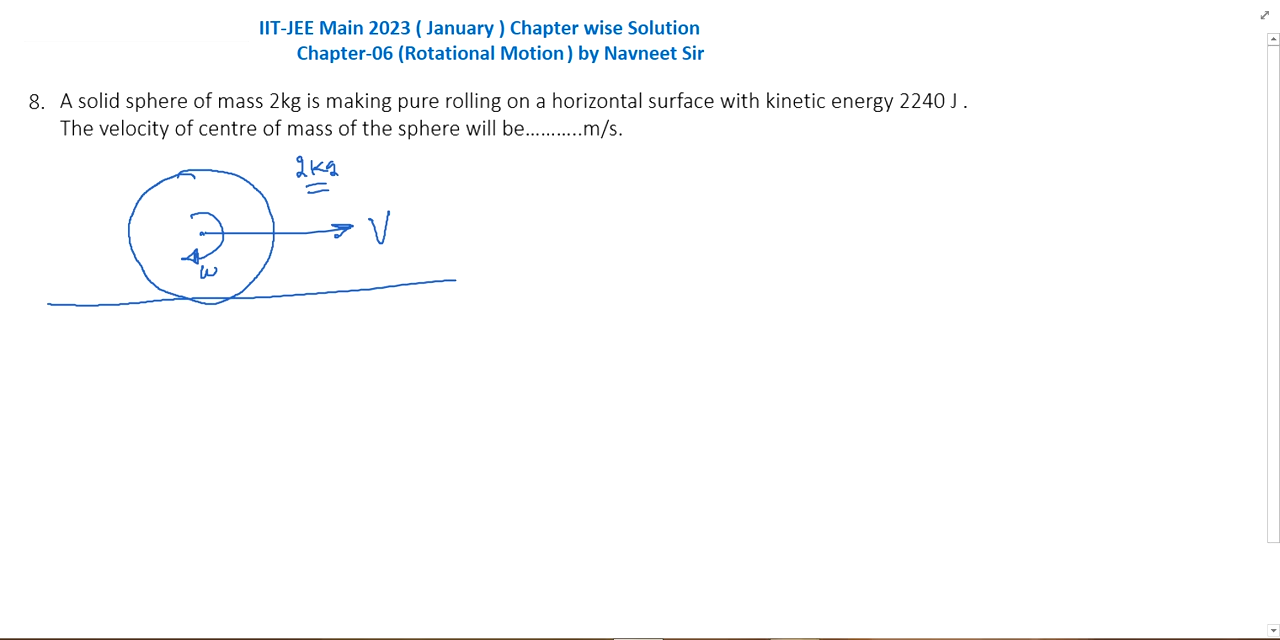 IIT-JEE Main 2023 ( January ) Chapter wise Solution
Chapter-06 (Rotational Motion) by Navneet Sir
8. A solid sphere of mass 2kg is making pure rolling on a horizontal surface with kinetic energy 2240 J .
The velocity of centre of mass of the sphere will be...........m/s.
2kg
V
ω